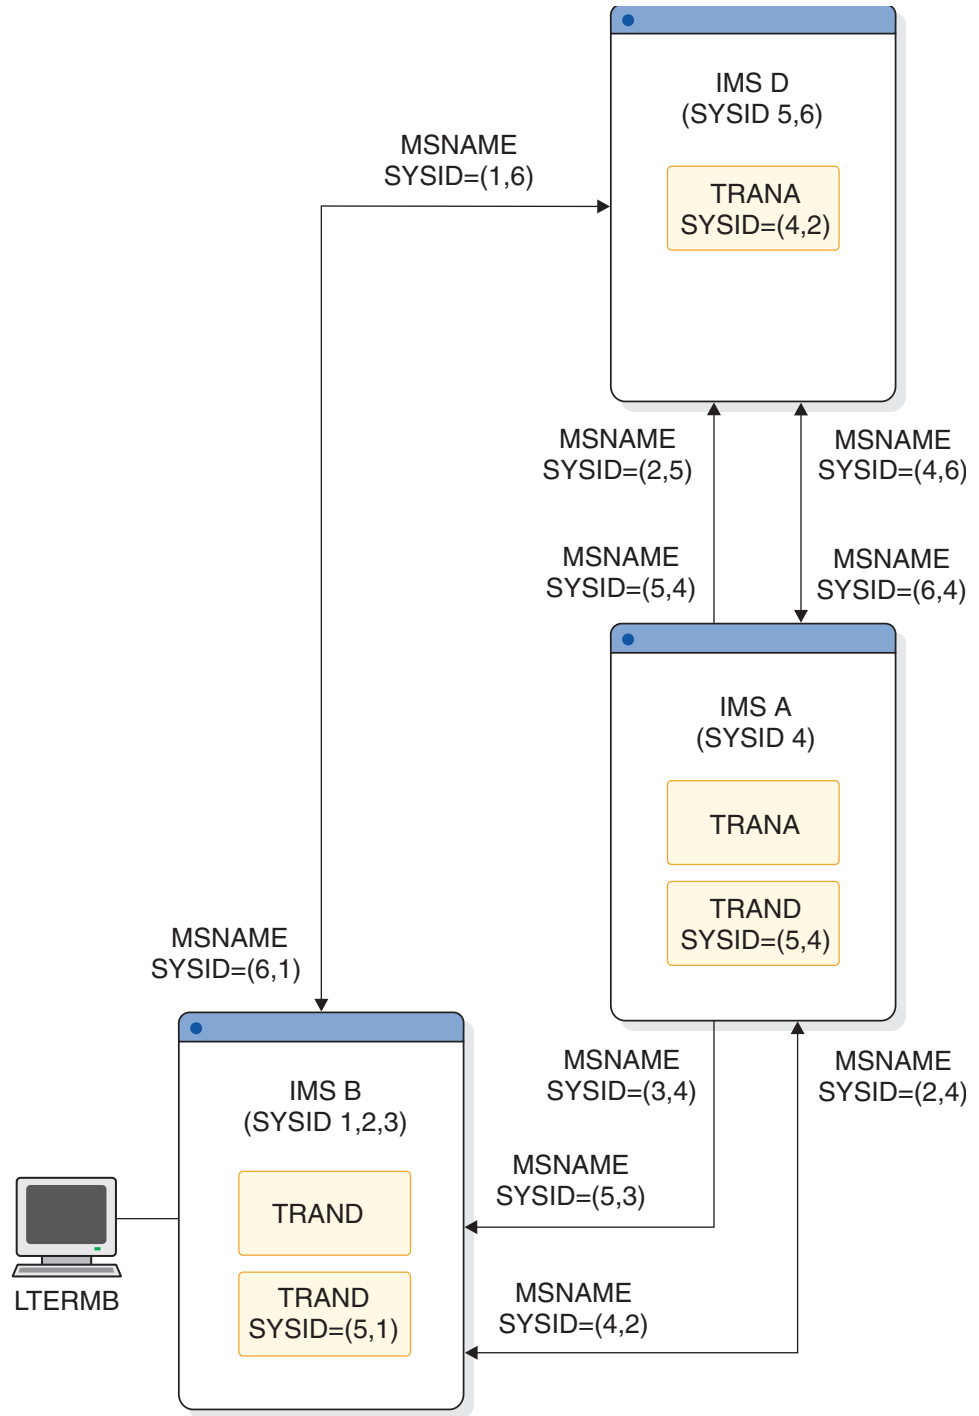 IMS D
(SYSID 5,6)
MSNAME
SYSID=(1,6)
TRANA
SYSID=(4,2)
MSNAME
SYSID=(2,5)
MSNAME
SYSID=(4,6)
MSNAME
SYSID=(5,4)
MSNAME
SYSID=(6,4)
IMS A
(SYSID 4)
TRANA
TRAND
SYSID=(5,4)
MSNAME
SYSID=(6,1)
MSNAME
SYSID=(3,4)
MSNAME
SYSID=(2,4)
IMS B
(SYSID 1,2,3)
MSNAME
SYSID=(5,3)
TRAND
MSNAME
SYSID=(4,2)
TRAND
SYSID=(5,1)
LTERMB